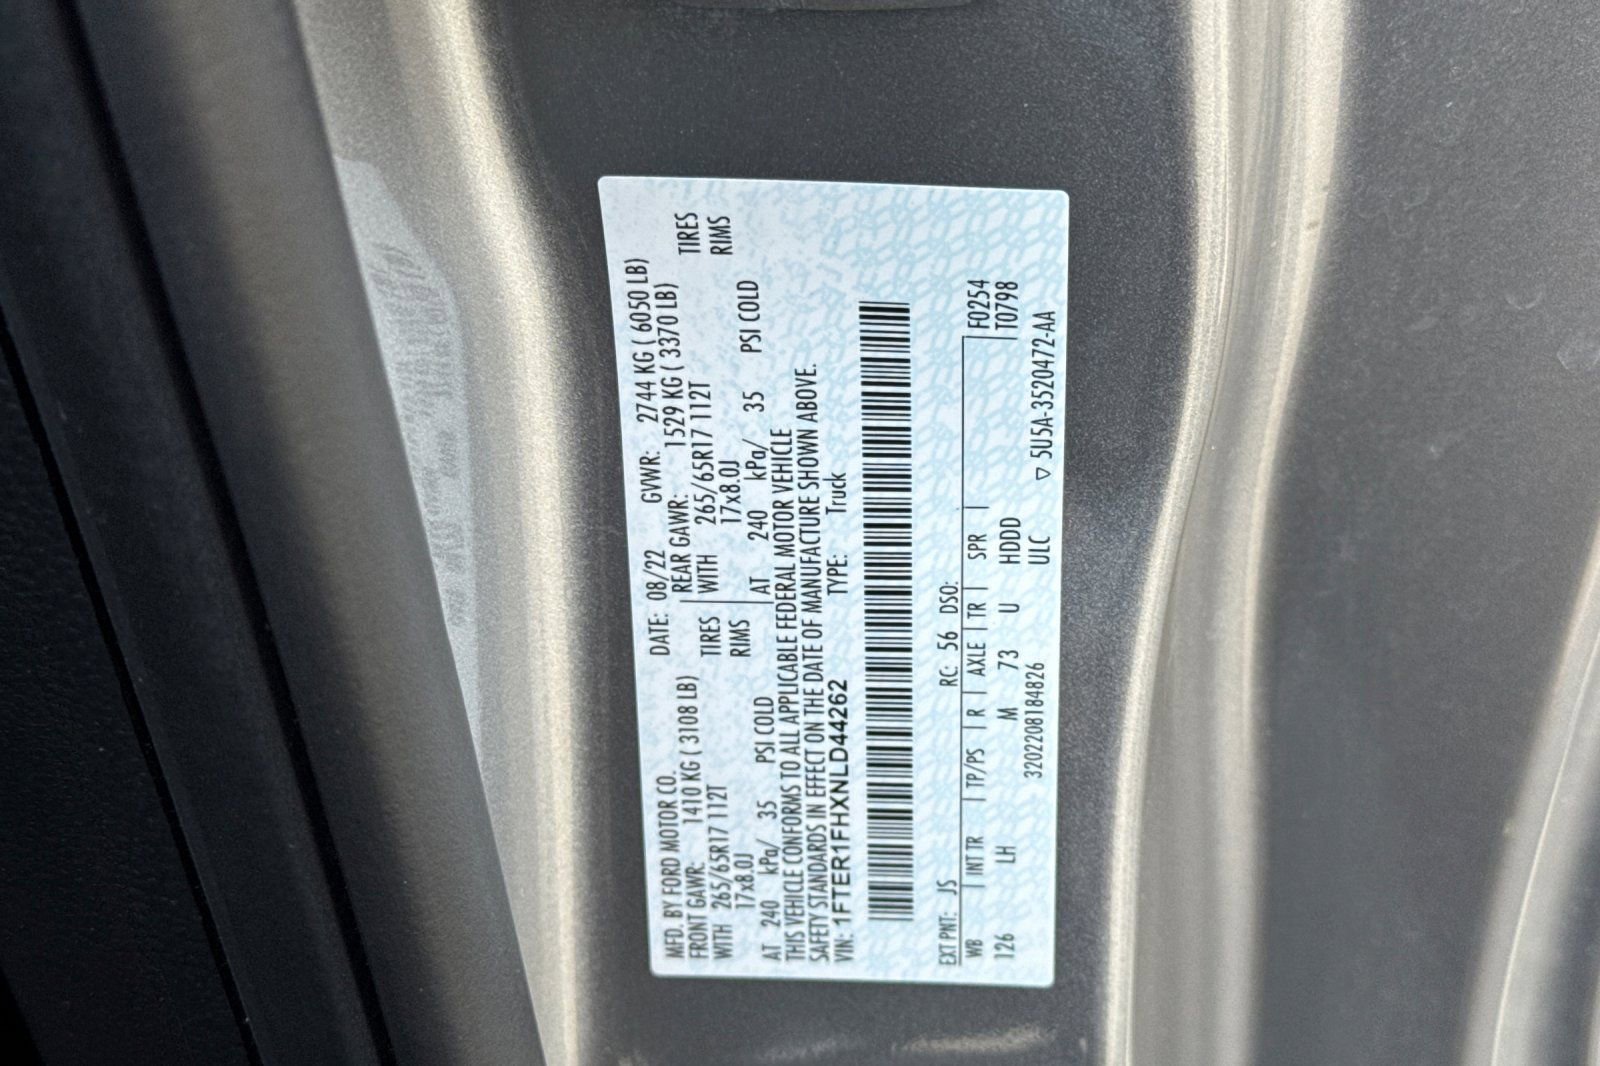 MFD. BY FORD MOTOR CO. DATE: 08/22 GVWR: 2744 KG ( 6050 LB)
FRONT GAWR: 1410 KG ( 3108 LB) REAR GAWR: 1529 KG ( 3370 LB)
WITH 265/65R17 112T TIRES WITH 265/65R17 112T TIRES
17x8.0J RIMS 17x8.0J RIMS
AT 240 kPa/ 35 PSI COLD AT 240 kPa/ 35 PSI COLD
THIS VEHICLE CONFORMS TO ALL APPLICABLE FEDERAL MOTOR VEHICLE
SAFETY STANDARDS IN EFFECT ON THE DATE OF MANUFACTURE SHOWN ABOVE.
VIN: 1FTER1FHXNLD44262 TYPE: Truck
EXT PNT: JS RC: 56 DSO:
WB INT TR TP/PS R AXLE TR SPR F0254
126 LH M 73 U HDDD T0798
320220818​4826 ULC ▽ 5U5A-3520472-AA